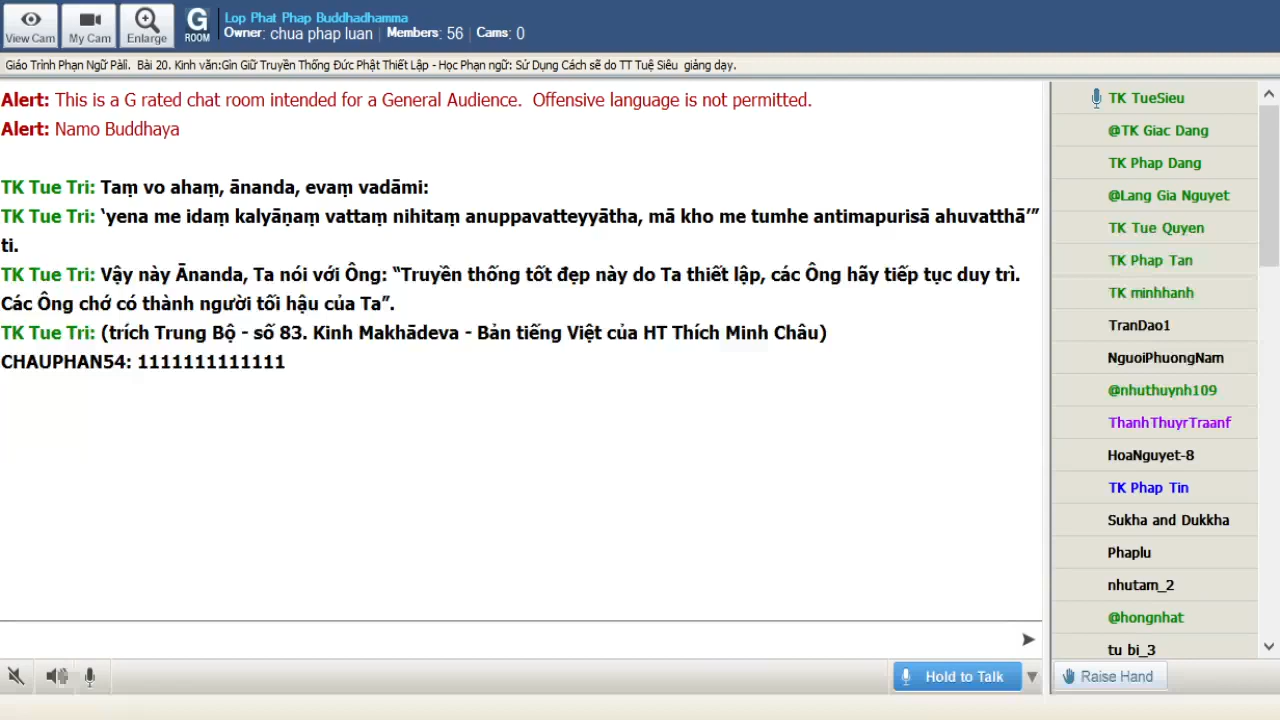 View Cam
My Cam
Enlarge
G
ROOM
Lop Phat Phap Buddhadhamma
Owner: chua phap luan | Members: 56 | Cams: 0
Giáo Trình Phạn Ngữ Pàli. Bài 20. Kinh văn:Gìn Giữ Truyền Thống Đức Phật Thiết Lập - Học Phạn ngữ: Sử Dụng Cách sẽ do TT Tuệ Siêu giảng dạy.
Alert: This is a G rated chat room intended for a General Audience. Offensive language is not permitted.
Alert: Namo Buddhaya
TK Tue Tri: Taṃ vo ahaṃ, ānanda, evaṃ vadāmi:
TK Tue Tri: ‘yena me idaṃ kalyāṇaṃ vattaṃ nihitaṃ anuppavatteyyātha, mā kho me tumhe antimapurisā ahuvatthā’”
ti.
TK Tue Tri: Vậy này Ānanda, Ta nói với Ông: “Truyền thống tốt đẹp này do Ta thiết lập, các Ông hãy tiếp tục duy trì.
Các Ông chớ có thành người tối hậu của Ta”.
TK Tue Tri: (trích Trung Bộ - số 83. Kinh Makhādeva - Bản tiếng Việt của HT Thích Minh Châu)
CHAUPHAN54: 1111111111111
TK TueSieu
@TK Giac Dang
TK Phap Dang
@Lang Gia Nguyet
TK Tue Quyen
TK Phap Tan
TK minhhanh
TranDao1
NguoiPhuongNam
@nhuthuynh109
ThanhThuyrTraanf
HoaNguyet-8
TK Phap Tin
Sukha and Dukkha
Phaplu
nhutam_2
@hongnhat
tu bi_3
Hold to Talk
Raise Hand